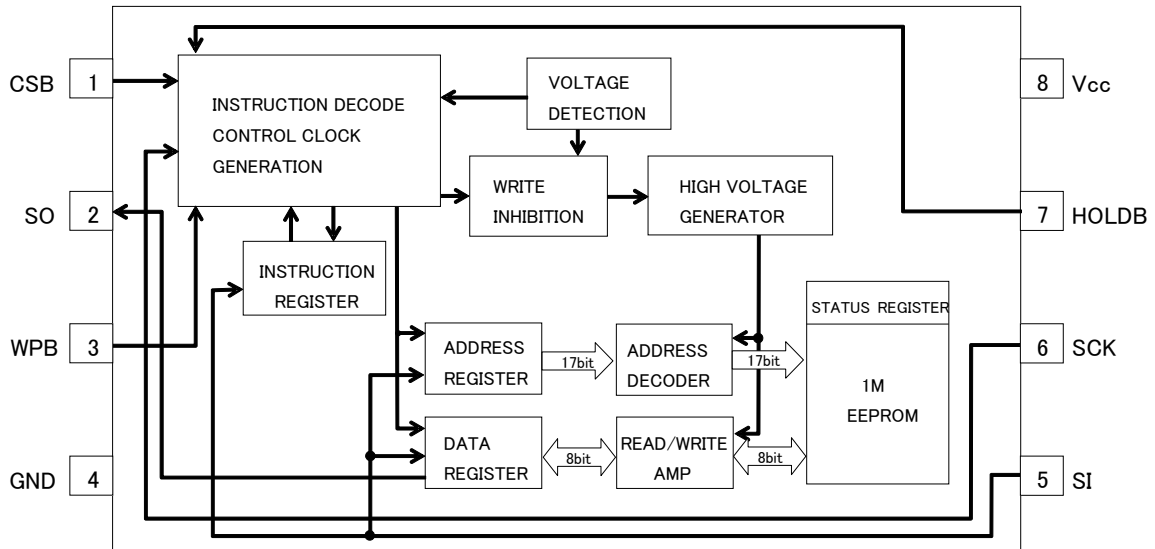 CSB
1
SO
2
WPB
3
GND
4
INSTRUCTION DECODE
CONTROL CLOCK
GENERATION
VOLTAGE
DETECTION
WRITE
INHIBITION
HIGH VOLTAGE
GENERATOR
INSTRUCTION
REGISTER
ADDRESS
REGISTER
17bit
ADDRESS
DECODER
17bit
STATUS REGISTER
1M
EEPROM
DATA
REGISTER
8bit
READ/WRITE
AMP
8bit
8
Vcc
7
HOLDB
6
SCK
5
SI